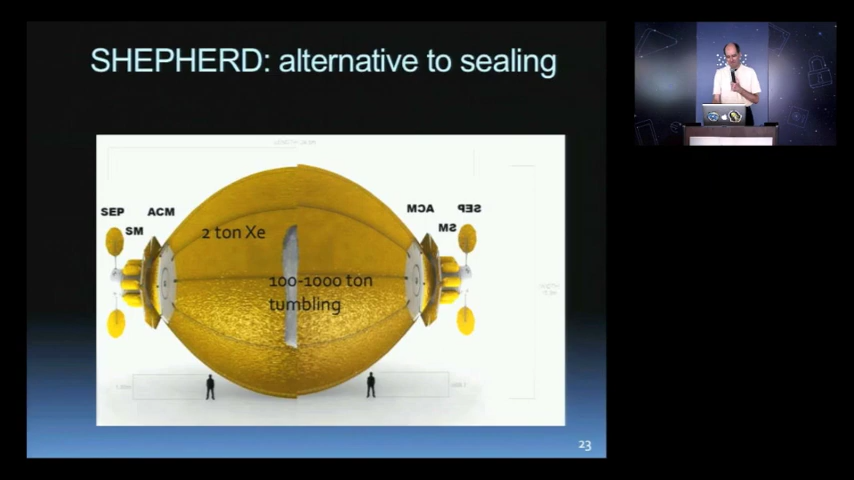 SHEPHERD: alternative to sealing
SEP ACM
SM
2 ton Xe
100-1000 ton
tumbling
ACM SEP
SM
23